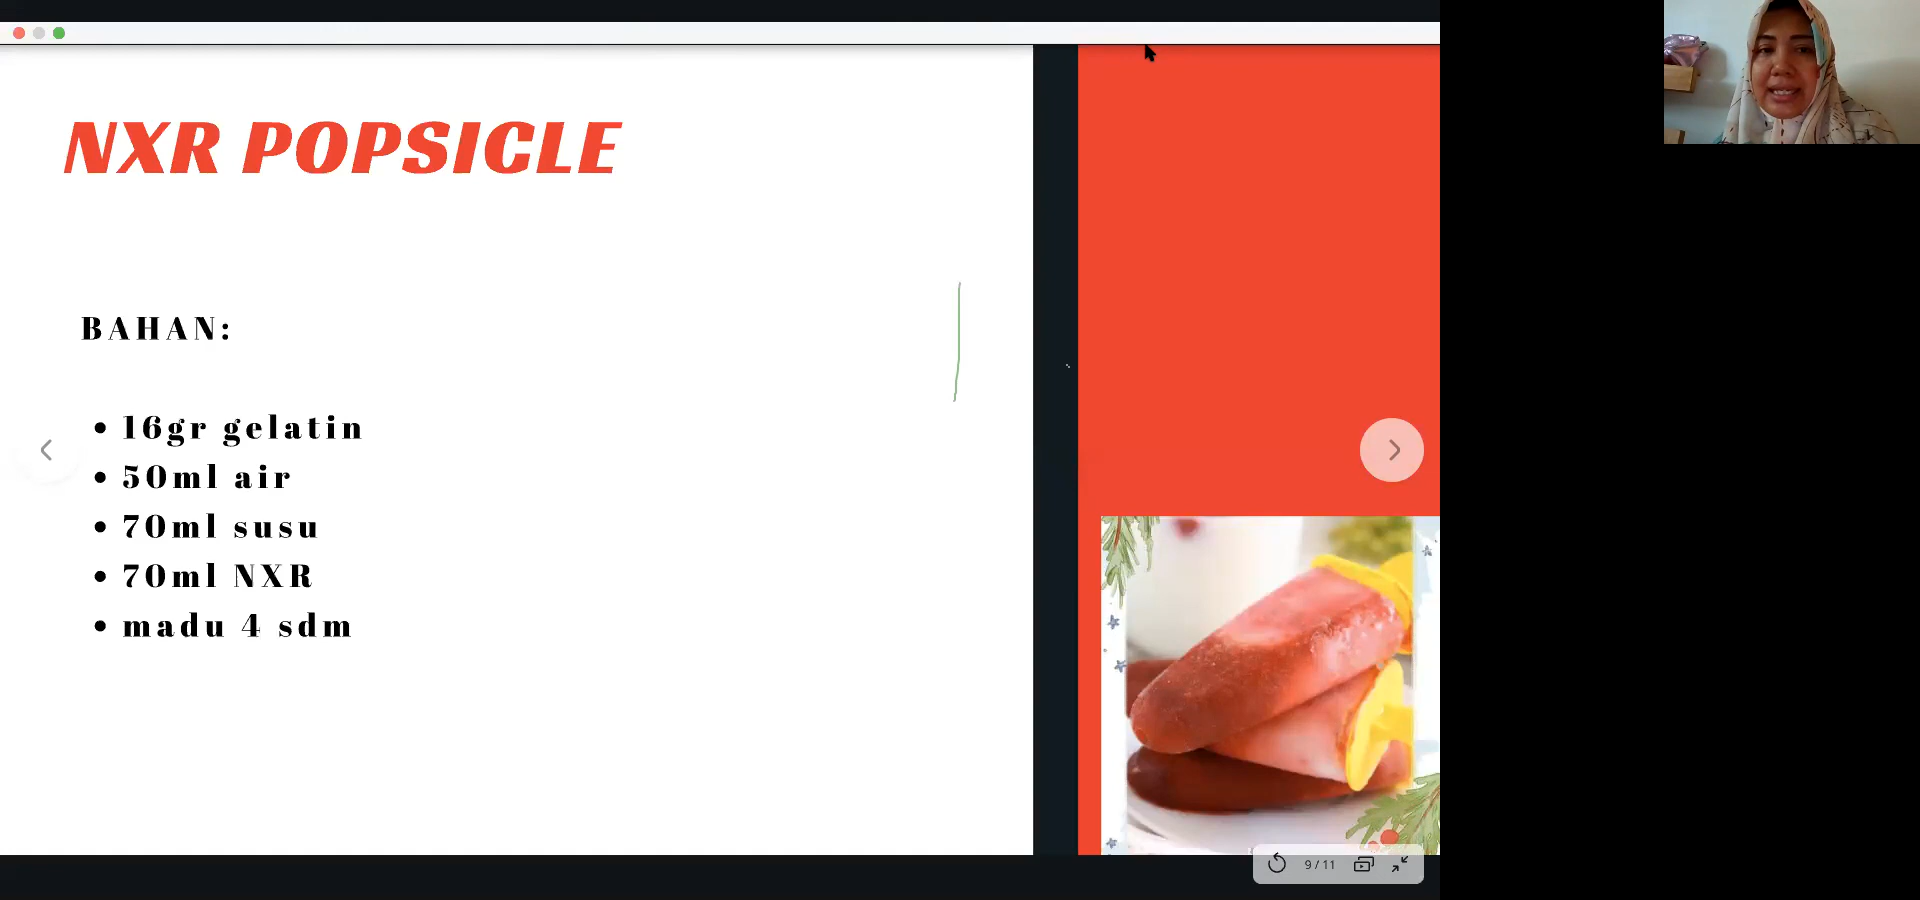 NXR POPSICLE
BAHAN:
• 16gr gelatin
• 50ml air
• 70ml susu
• 70ml NXR
• madu 4 sdm
9 / 11